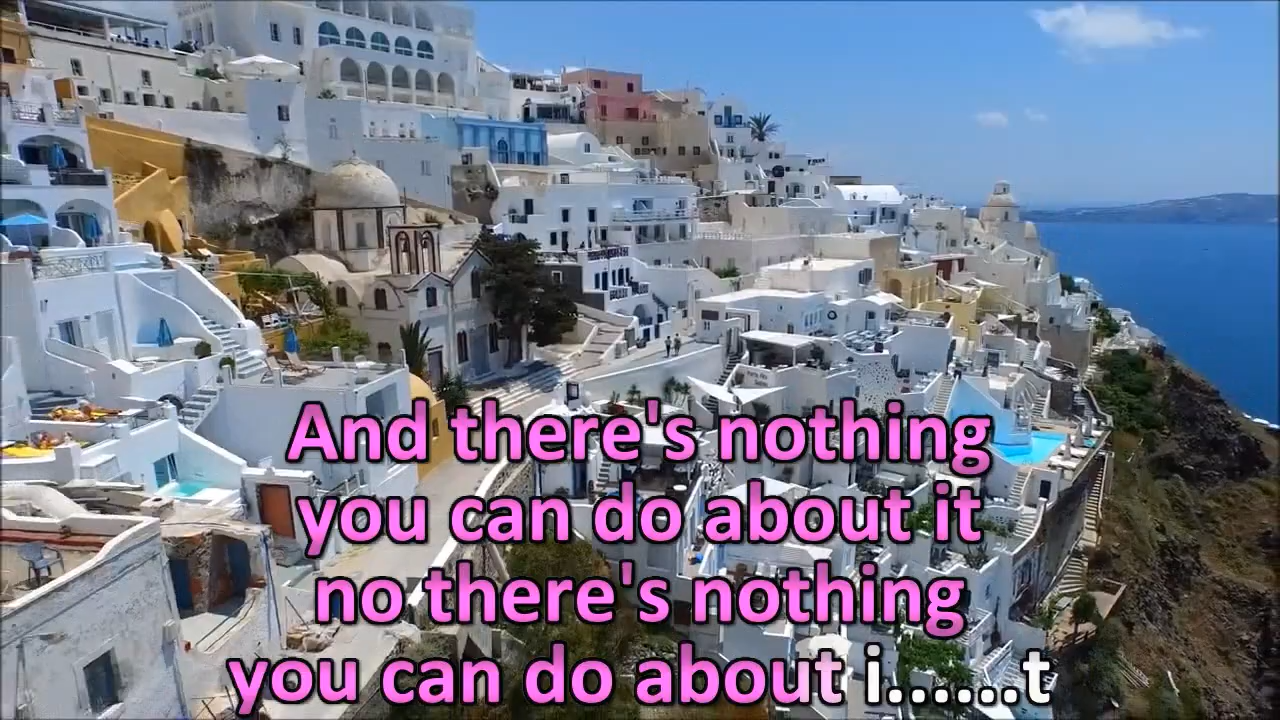 And there's nothing
you can do about it
no there's nothing
you can do about i......t